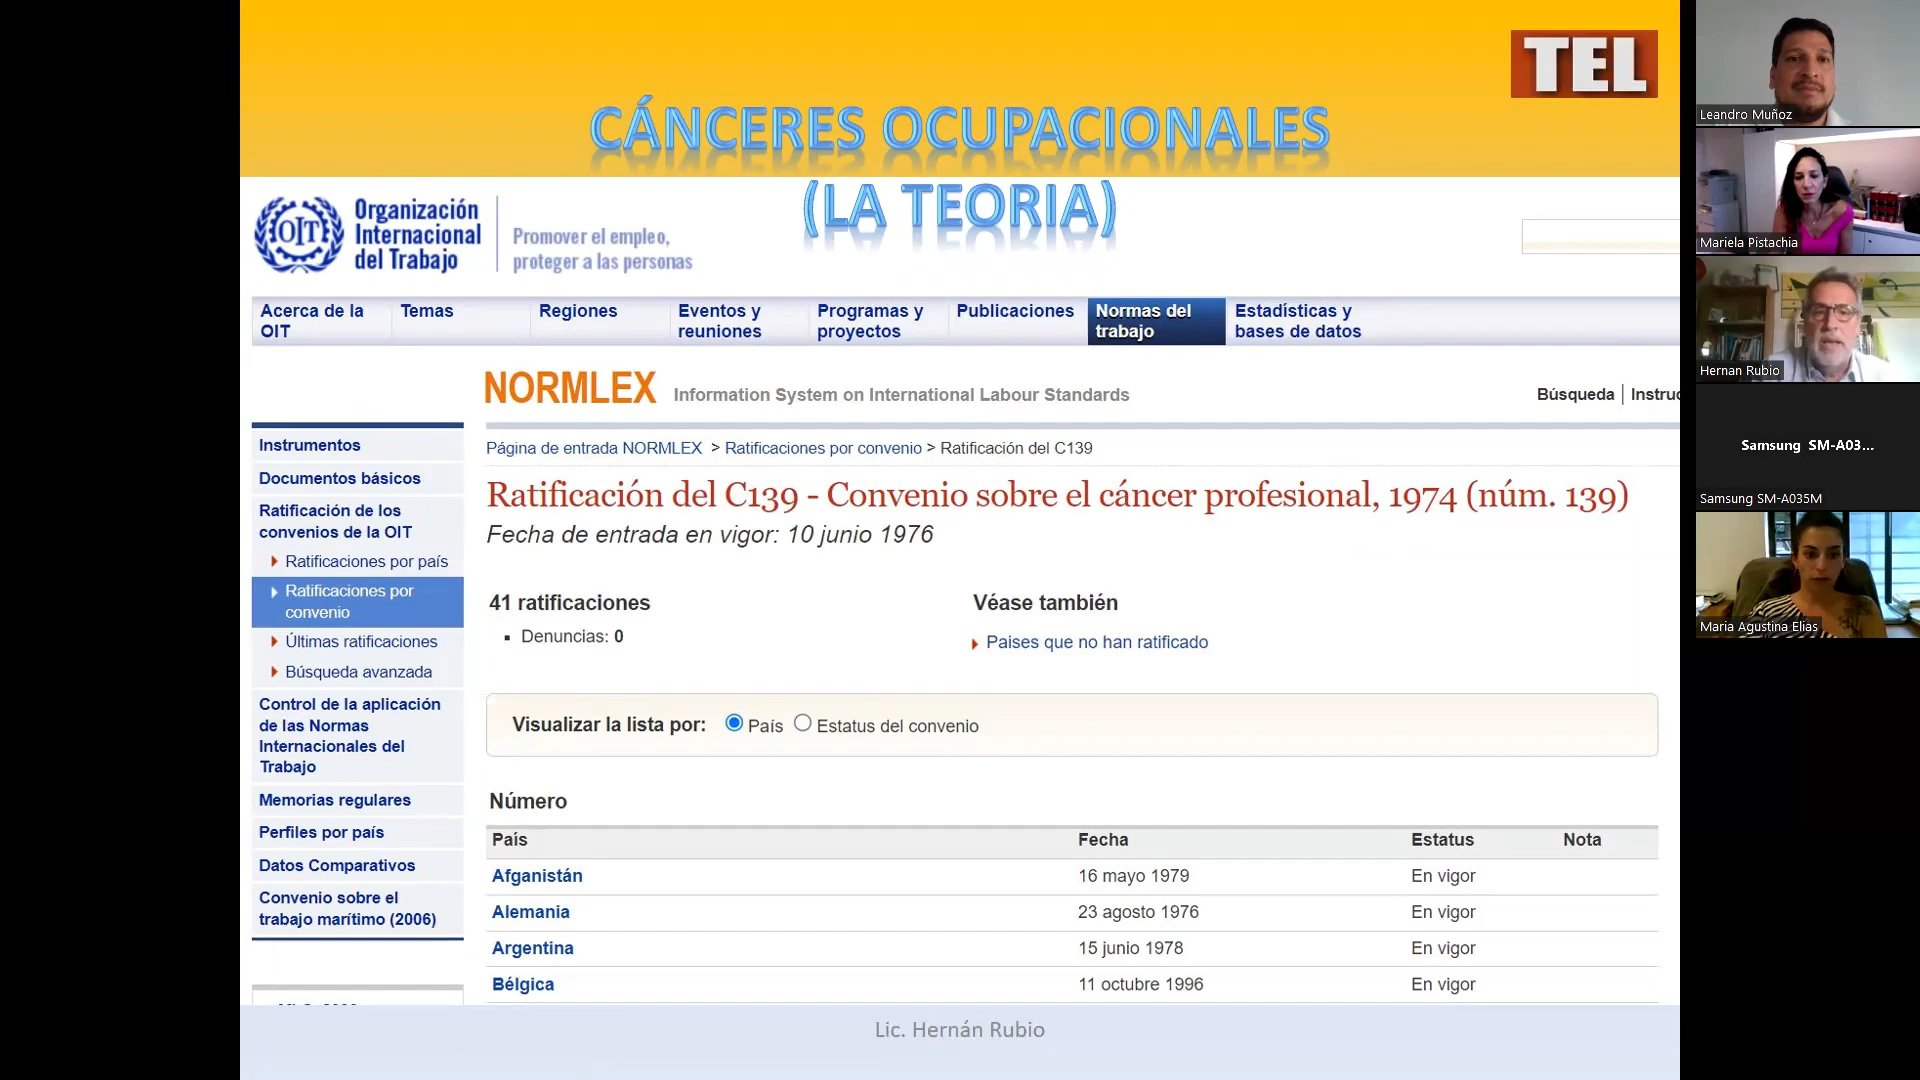 TEL
CÁNCERES OCUPACIONALES
(LA TEORIA)
OIT
Organización
Internacional
del Trabajo
Promover el empleo,
proteger a las personas
Acerca de la
OIT
Temas
Regiones
Eventos y
reuniones
Programas y
proyectos
Publicaciones
Normas del
trabajo
Estadísticas y
bases de datos
NORMLEX
Information System on International Labour Standards
Búsqueda
Instrumentos
Documentos básicos
Ratificación de los
convenios de la OIT
Ratificaciones por país
Ratificaciones por
convenio
Últimas ratificaciones
Búsqueda avanzada
Control de la aplicación
de las Normas
Internacionales del
Trabajo
Memorias regulares
Perfiles por país
Datos Comparativos
Convenio sobre el
trabajo marítimo (2006)
Página de entrada NORMLEX > Ratificaciones por convenio > Ratificación del C139
Ratificación del C139 - Convenio sobre el cáncer profesional, 1974 (núm. 139)
Fecha de entrada en vigor: 10 junio 1976
41 ratificaciones
Denuncias: 0
Véase también
Paises que no han ratificado
Visualizar la lista por: País Estatus del convenio
Número
País Fecha Estatus Nota
Afganistán 16 mayo 1979 En vigor
Alemania 23 agosto 1976 En vigor
Argentina 15 junio 1978 En vigor
Bélgica 11 octubre 1996 En vigor
Lic. Hernán Rubio
Leandro Muñoz
Mariela Pistachia
Hernan Rubio
Samsung SM-A03...
Samsung SM-A035M
Maria Agustina Elias